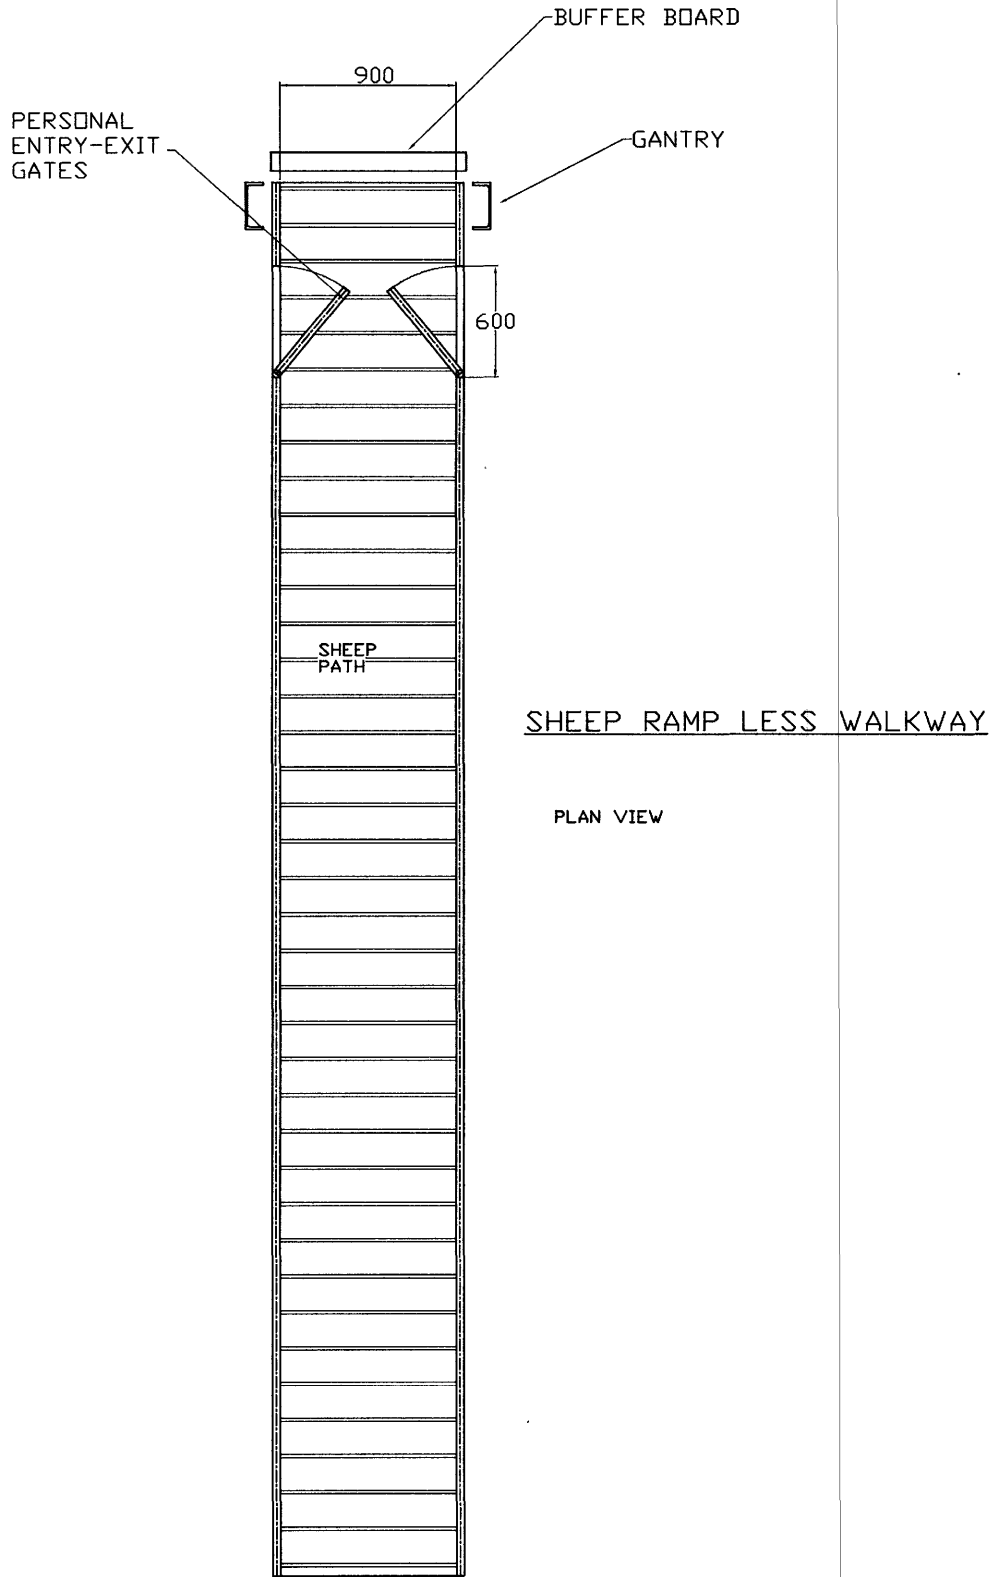 BUFFER BOARD
900
PERSONAL
ENTRY-EXIT
GATES
GANTRY
600
SHEEP
PATH
SHEEP RAMP LESS WALKWAY
PLAN VIEW